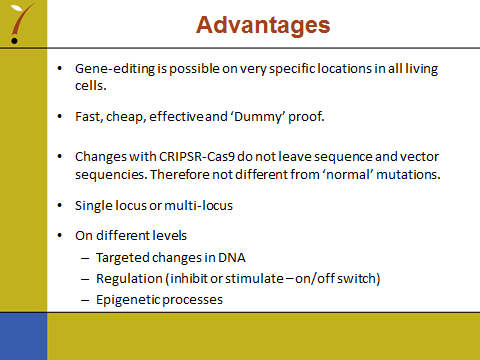 Advantages
• Gene-editing is possible on very specific locations in all living
cells.
• Fast, cheap, effective and ‘Dummy’ proof.
• Changes with CRIPSR-Cas9 do not leave sequence and vector
sequencies. Therefore not different from ‘normal’ mutations.
• Single locus or multi-locus
• On different levels
– Targeted changes in DNA
– Regulation (inhibit or stimulate – on/off switch)
– Epigenetic processes